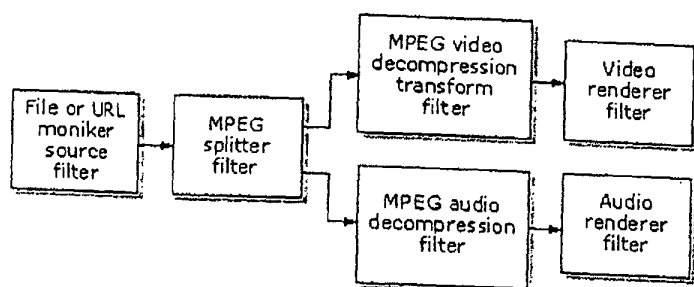 File or URL
moniker
source
filter
MPEG
splitter
filter
MPEG video
decompression
transform
filter
Video
renderer
filter
MPEG audio
decompression
filter
Audio
renderer
filter